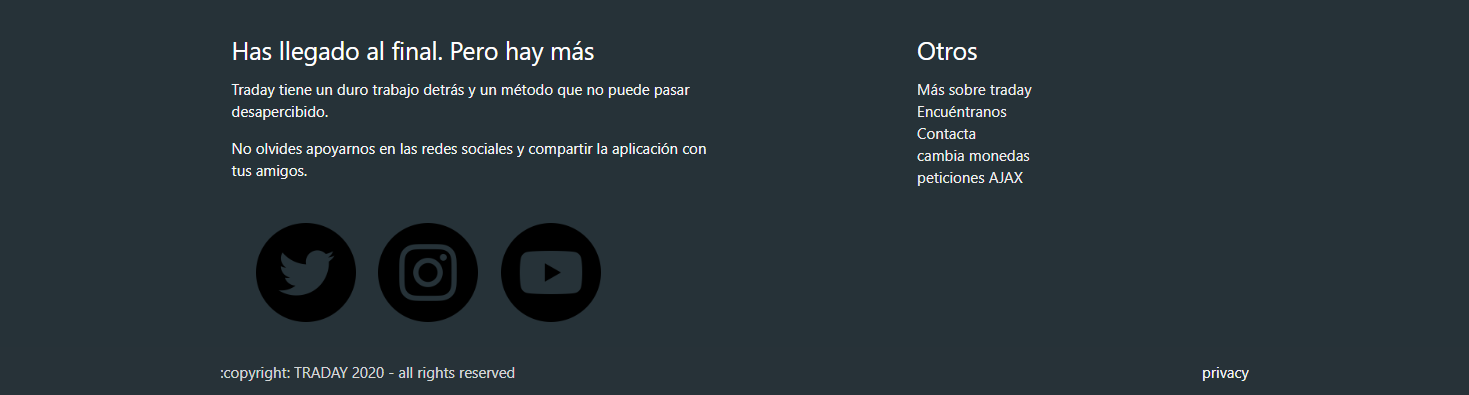 Has llegado al final. Pero hay más
Traday tiene un duro trabajo detrás y un método que no puede pasar
desapercibido.
No olvides apoyarnos en las redes sociales y compartir la aplicación con
tus amigos.
Otros
Más sobre traday
Encuéntranos
Contacta
cambia monedas
peticiones AJAX
:copyright: TRADAY 2020 - all rights reserved
privacy